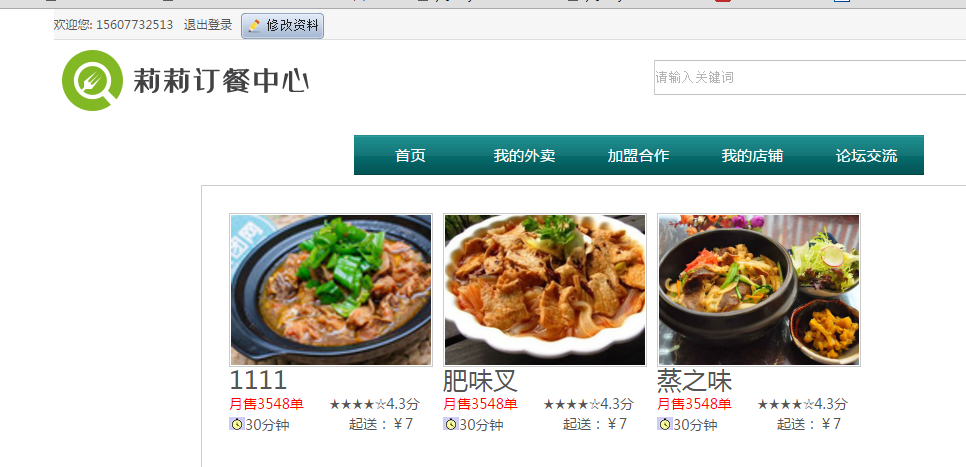 欢迎您: 15607732513 退出登录 修改资料
莉莉订餐中心
请输入关键词
首页 我的外卖 加盟合作 我的店铺 论坛交流
1111 肥味叉 蒸之味
月售3548单 ★★★★☆4.3分 月售3548单 ★★★★☆4.3分 月售3548单 ★★★★☆4.3分
30分钟 起送：￥7 30分钟 起送：￥7 30分钟 起送：￥7